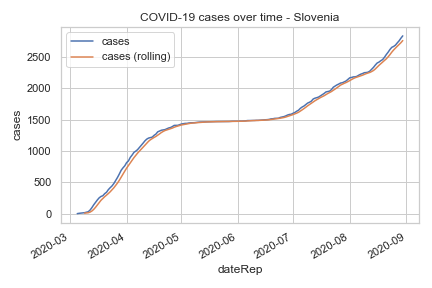 COVID-19 cases over time - Slovenia
cases
cases (rolling)
cases
2500
2000
1500
1000
500
0
2020-03
2020-04
2020-05
2020-06
2020-07
2020-08
2020-09
dateRep